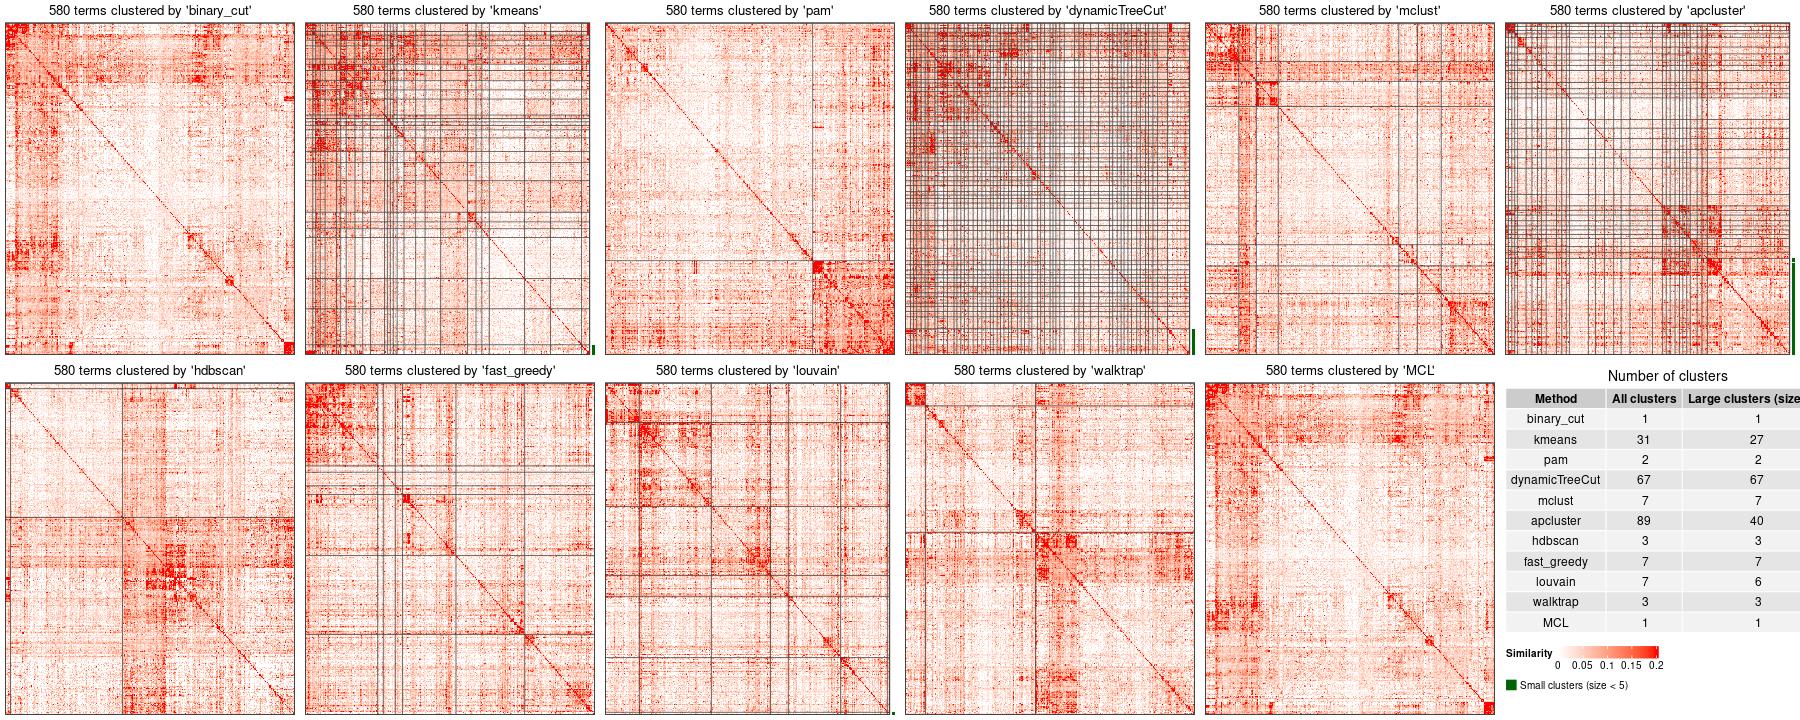 580 terms clustered by 'binary_cut'
580 terms clustered by 'kmeans'
580 terms clustered by 'pam'
580 terms clustered by 'dynamicTreeCut'
580 terms clustered by 'mclust'
580 terms clustered by 'apcluster'
580 terms clustered by 'hdbscan'
580 terms clustered by 'fast_greedy'
580 terms clustered by 'louvain'
580 terms clustered by 'walktrap'
580 terms clustered by 'MCL'
Number of clusters
Method All clusters Large clusters (size
binary_cut 1 1
kmeans 31 27
pam 2 2
dynamicTreeCut 67 67
mclust 7 7
apcluster 89 40
hdbscan 3 3
fast_greedy 7 7
louvain 7 6
walktrap 3 3
MCL 1 1
Similarity
0 0.05 0.1 0.15 0.2
Small clusters (size < 5)